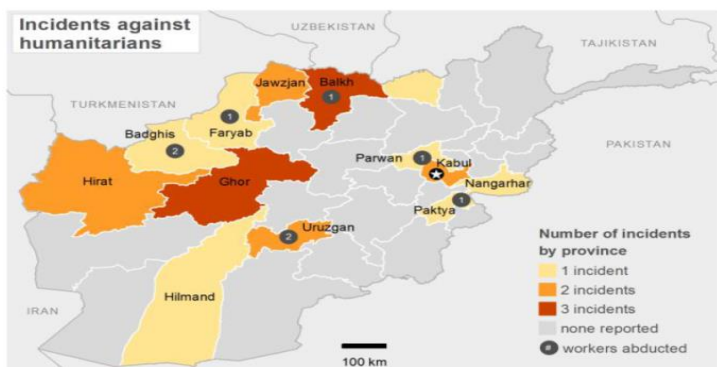 Incidents against
humanitarians
UZBEKISTAN
TAJIKISTAN
TURKMENISTAN
Jawzjan
Balkh
1
1
Faryab
Badghis
2
PAKISTAN
Parwan
1
Kabul
Hirat
Ghor
Nangarhar
Paktya
1
Uruzgan
2
Hilmand
IRAN
100 km
Number of incidents
by province
1 incident
2 incidents
3 incidents
none reported
# workers abducted